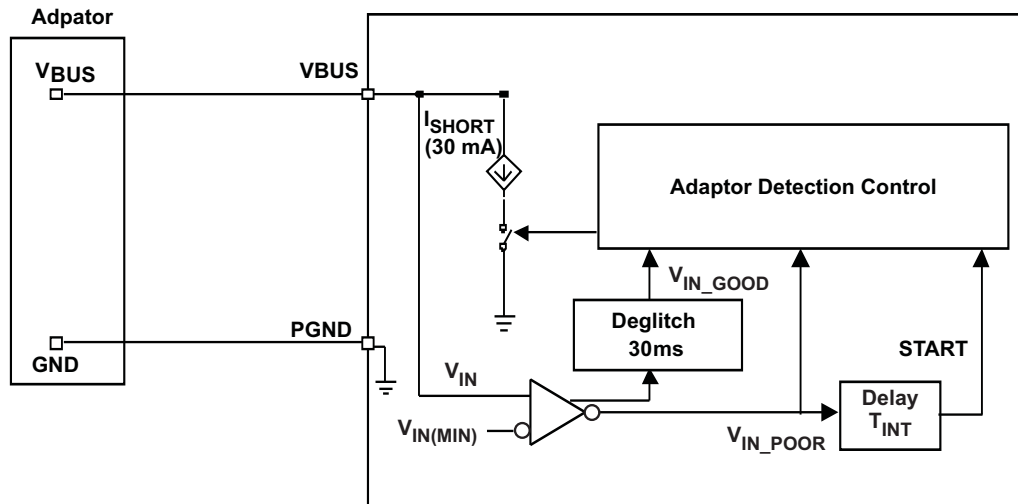 Adpator
VBUS
VBUS
ISHORT
(30 mA)
Adaptor Detection Control
VIN_GOOD
Deglitch
30ms
PGND
GND
START
VIN
Delay
TINT
VIN(MIN)
VIN_POOR